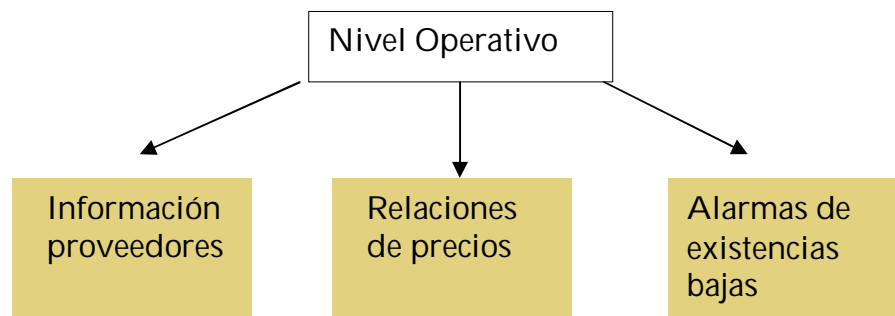 Nivel Operativo
Información
proveedores
Relaciones
de precios
Alarmas de
existencias
bajas